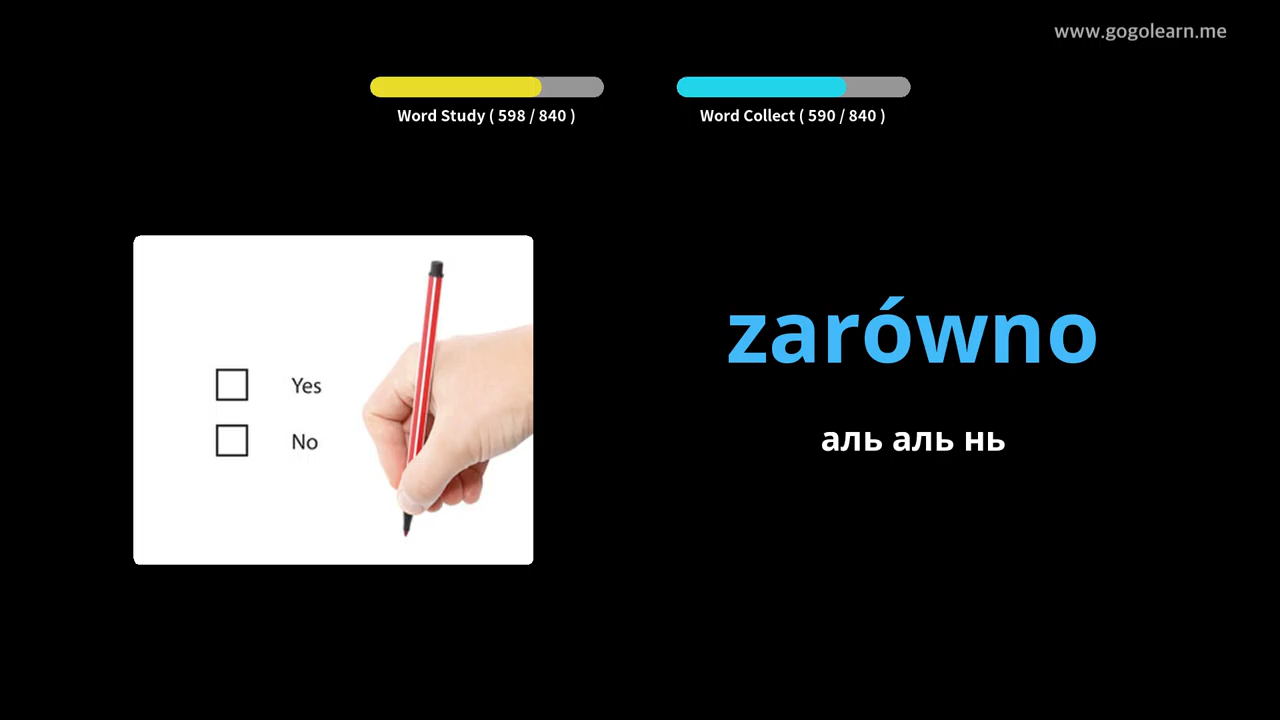 www.gogolearn.me
Word Study ( 598 / 840 )
Word Collect ( 590 / 840 )
Yes
No
zarówno
аль аль нь